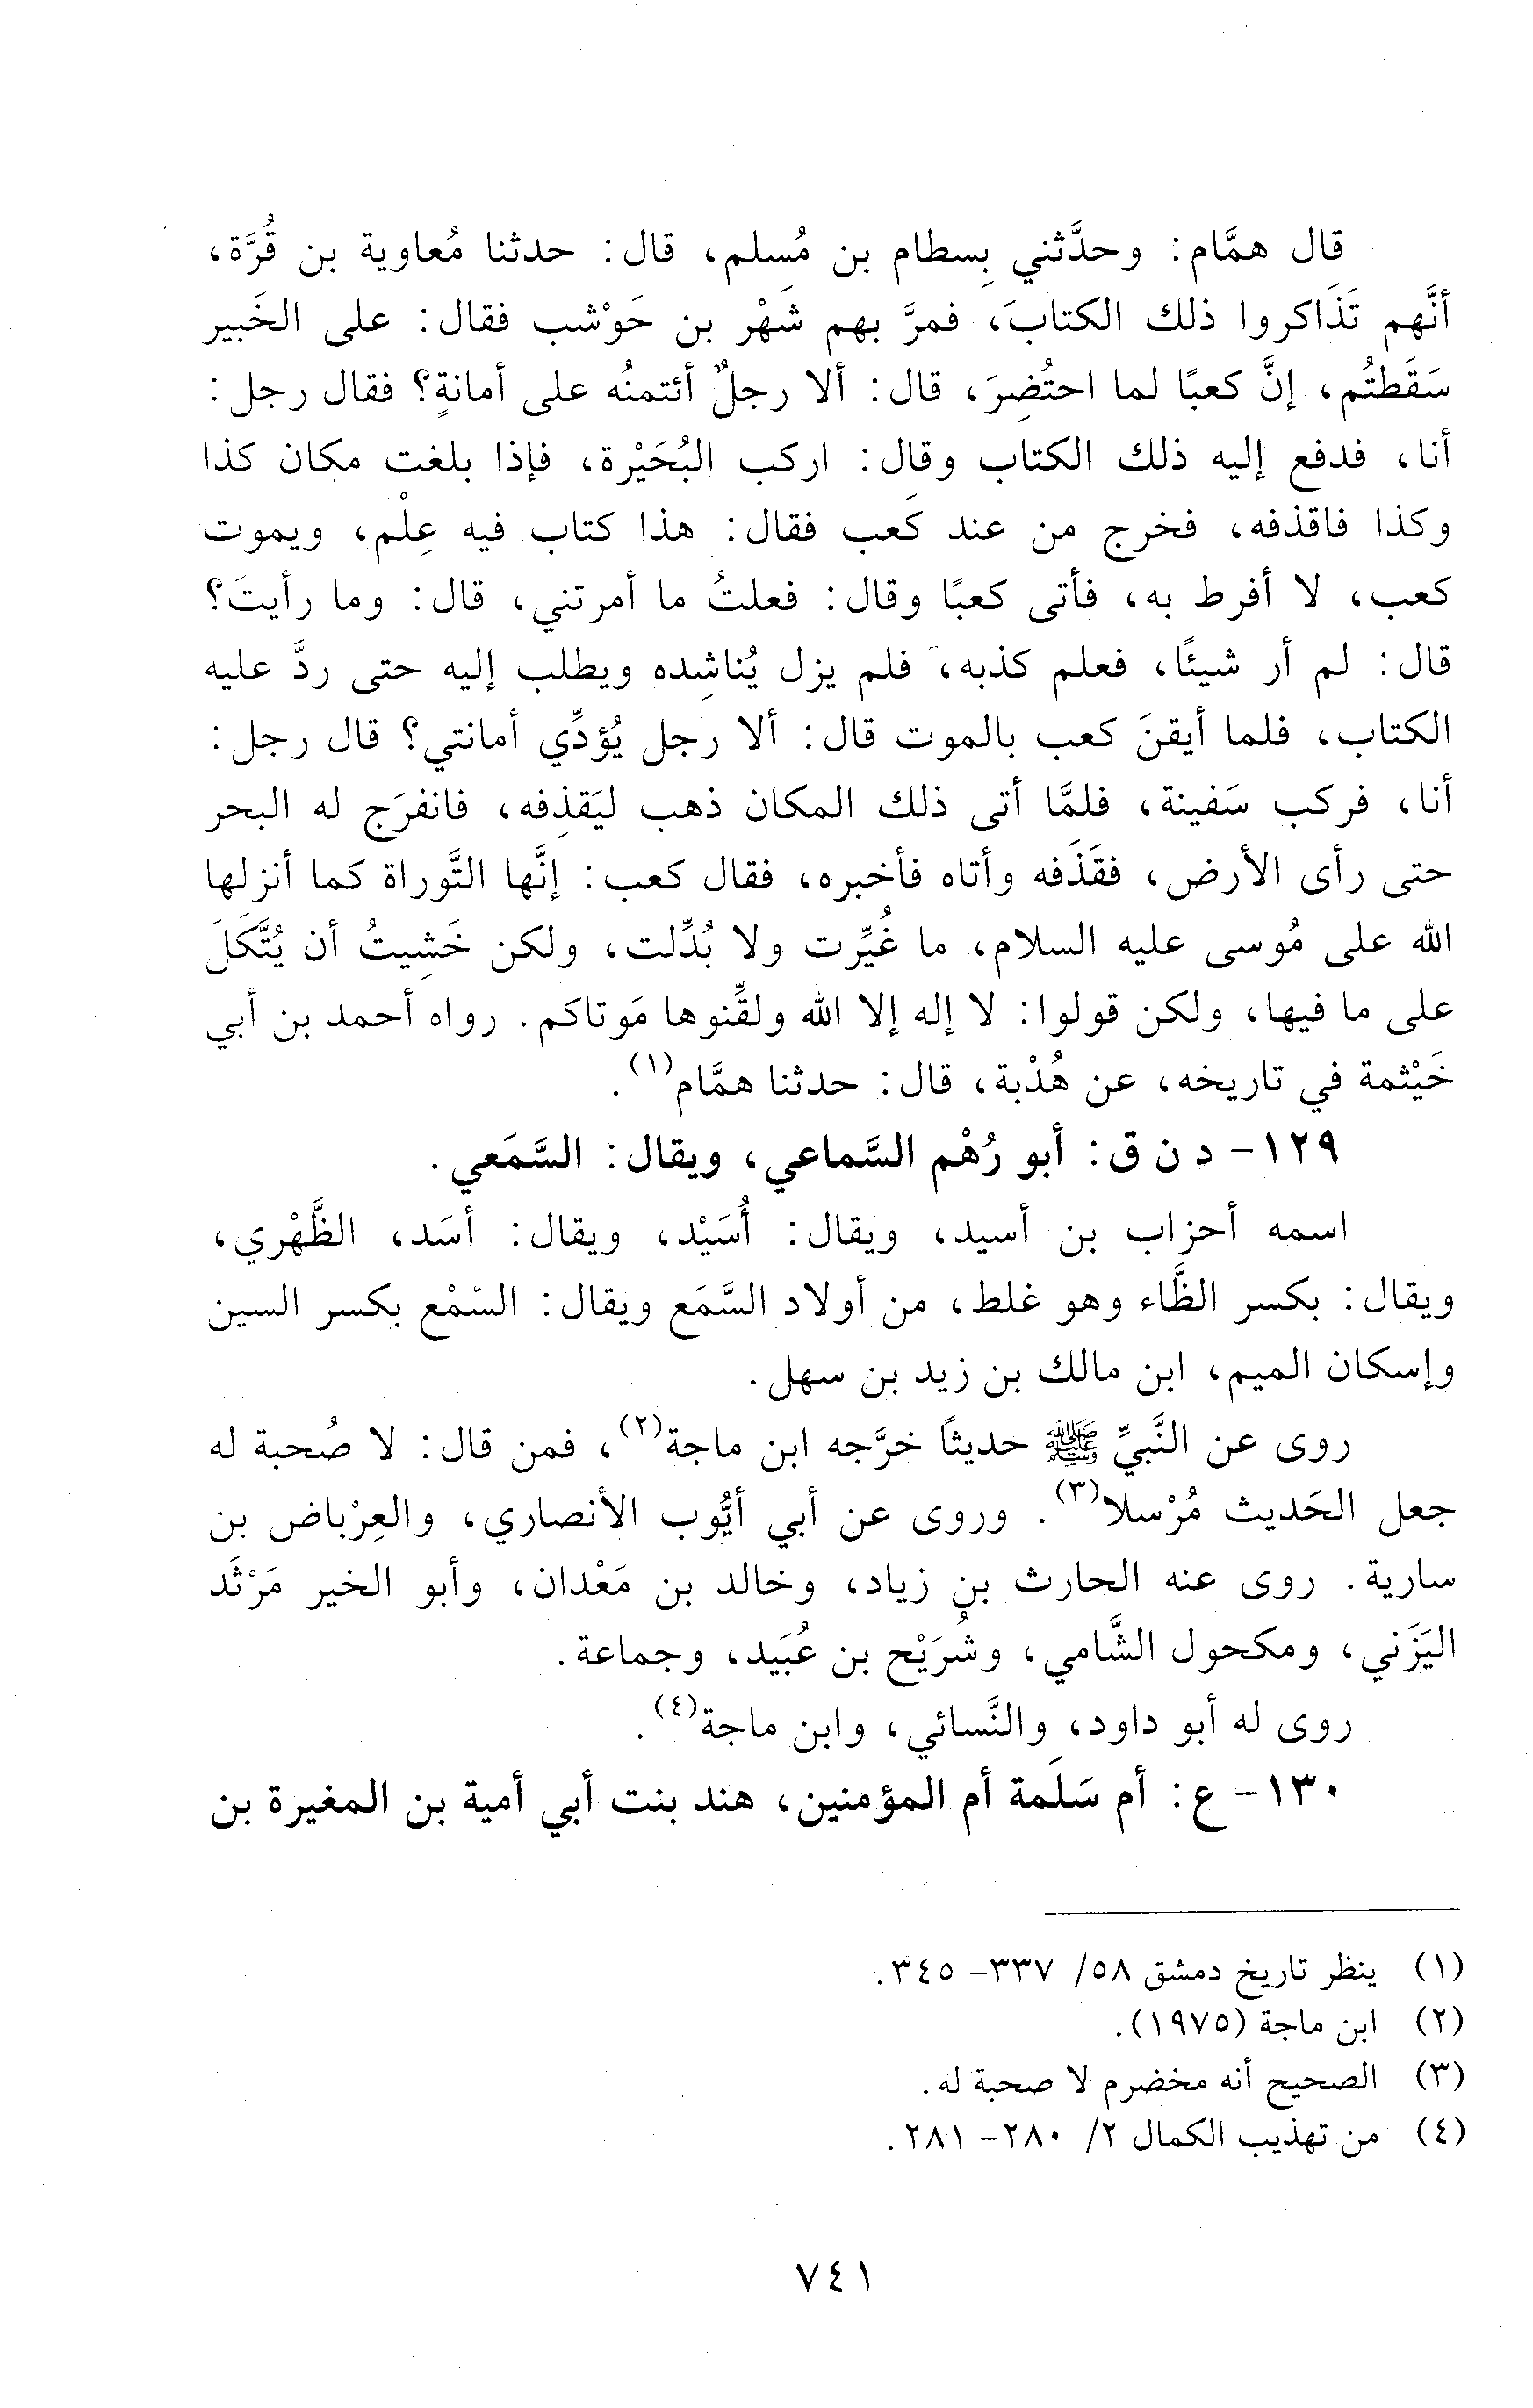 قال همَّام: وحدَّثني بِسطام بن مُسلِم، قال: حدثنا مُعاوية بن قُرَّة،
أنَّهم تَذَاكروا ذلك الكتابَ، فمرَّ بهم شَهْر بن حَوْشب فقال: على الخَبير
سَقَطتُم، إنَّ كعبًا لما احتُضِرَ، قال: ألا رجلٌ أئتمنُه على أمانةٍ؟ فقال رجل:
أنا، فدفع إليه ذلك الكتاب وقال: اركب البُحَيْرة، فإذا بلغت مكان كذا
وكذا فاقذفه، فخرج من عند كَعب فقال: هذا كتاب فيه عِلْم، ويموت
كعب، لا أفرط به، فأتى كعبًا وقال: فعلتُ ما أمرتني، قال: وما رأيتَ؟
قال: لم أر شيئًا، فعلم كذبه، فلم يزل يُناشِده ويطلب إليه حتى ردَّ عليه
الكتاب، فلما أيقنَ كعب بالموت قال: ألا رجل يُؤدِّي أمانتي؟ قال رجل:
أنا، فركب سَفينة، فلمَّا أتى ذلك المكان ذهب ليَقذِفه، فانفرَج له البحر
حتى رأى الأرض، فقَذَفه وأتاه فأخبره، فقال كعب: إنَّها التَّوراة كما أنزلها
الله على مُوسى عليه السلام، ما غُيِّرت ولا بُدِّلت، ولكن خَشِيتُ أن يُتَّكَلَ
على ما فيها، ولكن قولوا: لا إله إلا الله ولقِّنوها مَوتاكم. رواه أحمد بن أبي
خَيْثمة في تاريخه، عن هُدْبة، قال: حدثنا همَّام(١).
١٢٩- د ن ق: أبو رُهْم السَّماعي، ويقال: السَّمَعي.
اسمه أحزاب بن أسيد، ويقال: أُسَيْد، ويقال: أسَد، الظَّهْري،
ويقال: بكسر الظَّاء وهو غلط، من أولاد السَّمَع ويقال: السّمْع بكسر السين
وإسكان الميم، ابن مالك بن زيد بن سهل.
روى عن النَّبيِّ ﷺ حديثًا خرَّجه ابن ماجة(٢)، فمن قال: لا صُحبة له
جعل الحَديث مُرْسلا(٣). وروى عن أبي أيُّوب الأنصاري، والعِرْباض بن
سارية. روى عنه الحارث بن زياد، وخالد بن مَعْدان، وأبو الخير مَرْثَد
اليَزَني، ومكحول الشَّامي، وشُرَيْح بن عُبَيد، وجماعة.
روى له أبو داود، والنَّسائي، وابن ماجة(٤).
١٣٠- ع: أم سَلَمة أم المؤمنين، هند بنت أبي أمية بن المغيرة بن
(١) ينظر تاريخ دمشق ٥٨/ ٣٣٧- ٣٤٥.
(٢) ابن ماجة (١٩٧٥).
(٣) الصحيح أنه مخضرم لا صحبة له.
(٤) من تهذيب الكمال ٢/ ٢٨٠- ٢٨١.
٧٤١